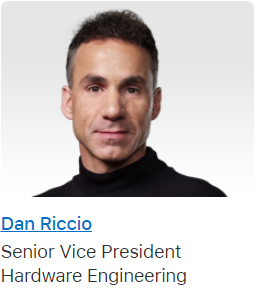 Dan Riccio
Senior Vice President
Hardware Engineering